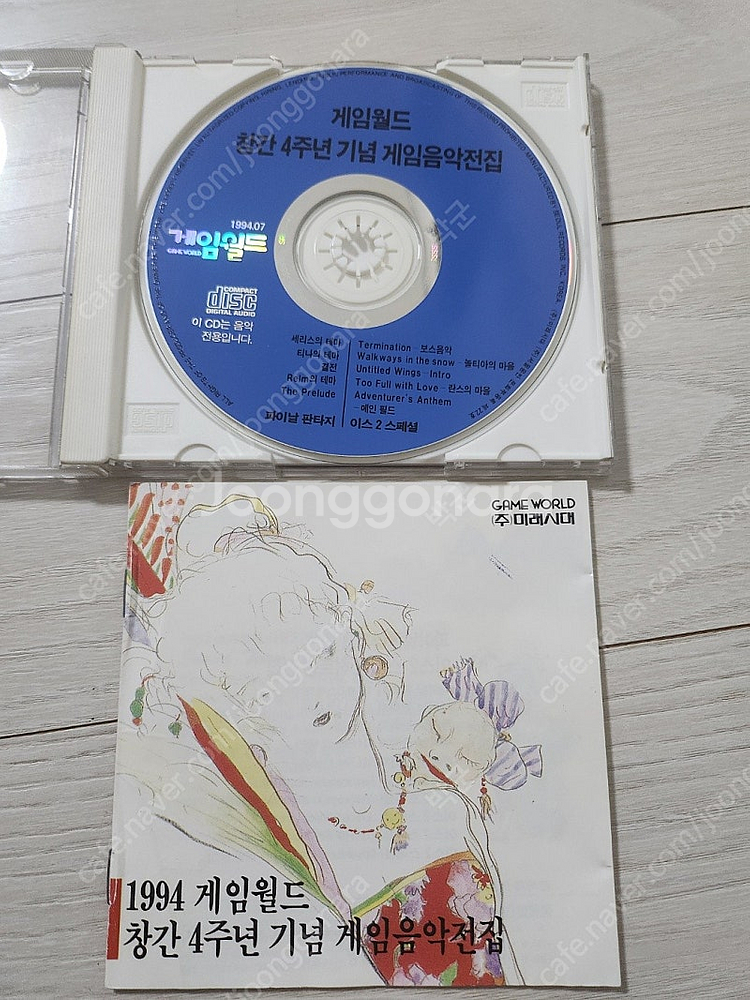 게임월드
창간 4주년 기념 게임음악전집
1994.07
게임월드
GAME WORLD
COMPACT
disc
DIGITAL AUDIO
이 CD는 음악
전용입니다.
세리스의 테마
티나의 테마
결전
Relm의 테마
The Prelude
파이날 판타지
Termination - 보스음악
Walkways in the snow - 놀티아의 마을
Untitled Wings - Intro
Too Full with Love - 란스의 마을
Adventurer's Anthem
- 메인 필드
이스 2 스페셜
joonggonara
GAME WORLD
(주)미래시대
1994 게임월드
창간 4주년 기념 게임음악전집
cafe.naver.com/joonggonara